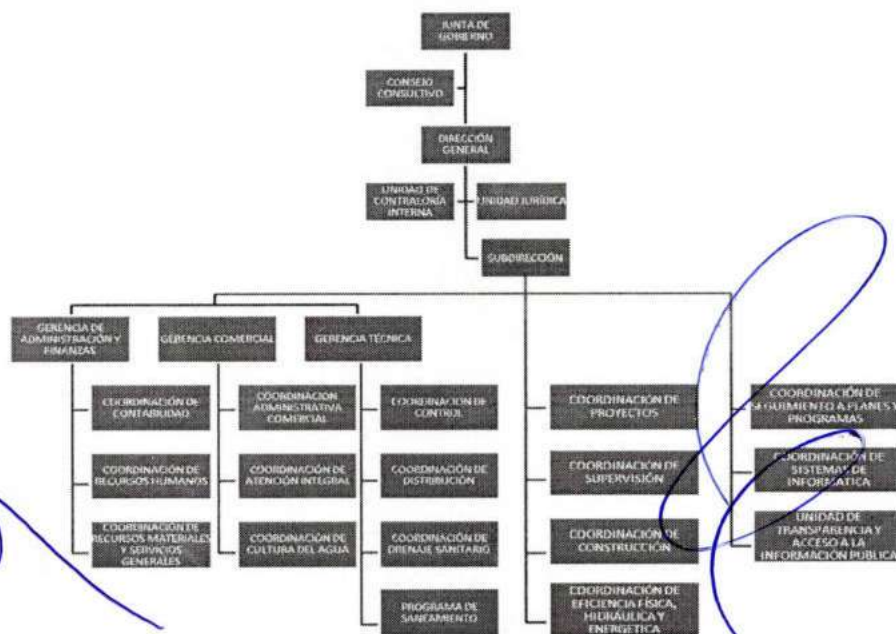 JUNTA DE
GOBIERNO
CONSEJO
CONSULTIVO
DIRECCIÓN
GENERAL
UNIDAD DE
CONTRALORÍA
INTERNA
UNIDAD JURÍDICA
SUBDIRECCIÓN
GERENCIA DE
ADMINISTRACIÓN Y
FINANZAS
GERENCIA COMERCIAL
GERENCIA TÉCNICA
COORDINACIÓN DE
CONTABILIDAD
COORDINACIÓN DE
RECURSOS HUMANOS
COORDINACIÓN DE
RECURSOS MATERIALES
Y SERVICIOS
GENERALES
COORDINACION
ADMINISTRATIVA
COMERCIAL
COORDINACIÓN DE
ATENCIÓN INTEGRAL
COORDINACIÓN DE
CULTURA DEL AGUA
COORDINACIÓN DE
CONTROL
COORDINACIÓN DE
DISTRIBUCIÓN
COORDINACIÓN DE
DRENAJE SANITARIO
PROGRAMA DE
SANEAMIENTO
COORDINACIÓN DE
PROYECTOS
COORDINACIÓN DE
SUPERVISIÓN
COORDINACIÓN DE
CONSTRUCCIÓN
COORDINACIÓN DE
EFICIENCIA FÍSICA,
HIDRÁULICA Y
ENERGETICA
COORDINACIÓN DE
SEGUIMIENTO A PLANES Y
PROGRAMAS
COORDINACIÓN DE
SISTEMAS DE
INFORMATICA
UNIDAD DE
TRANSPARENCIA Y
ACCESO A LA
INFORMACIÓN PUBLICA